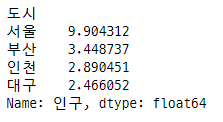 도시
서울    9.904312
부산    3.448737
인천    2.890451
대구    2.466052
Name: 인구, dtype: float64